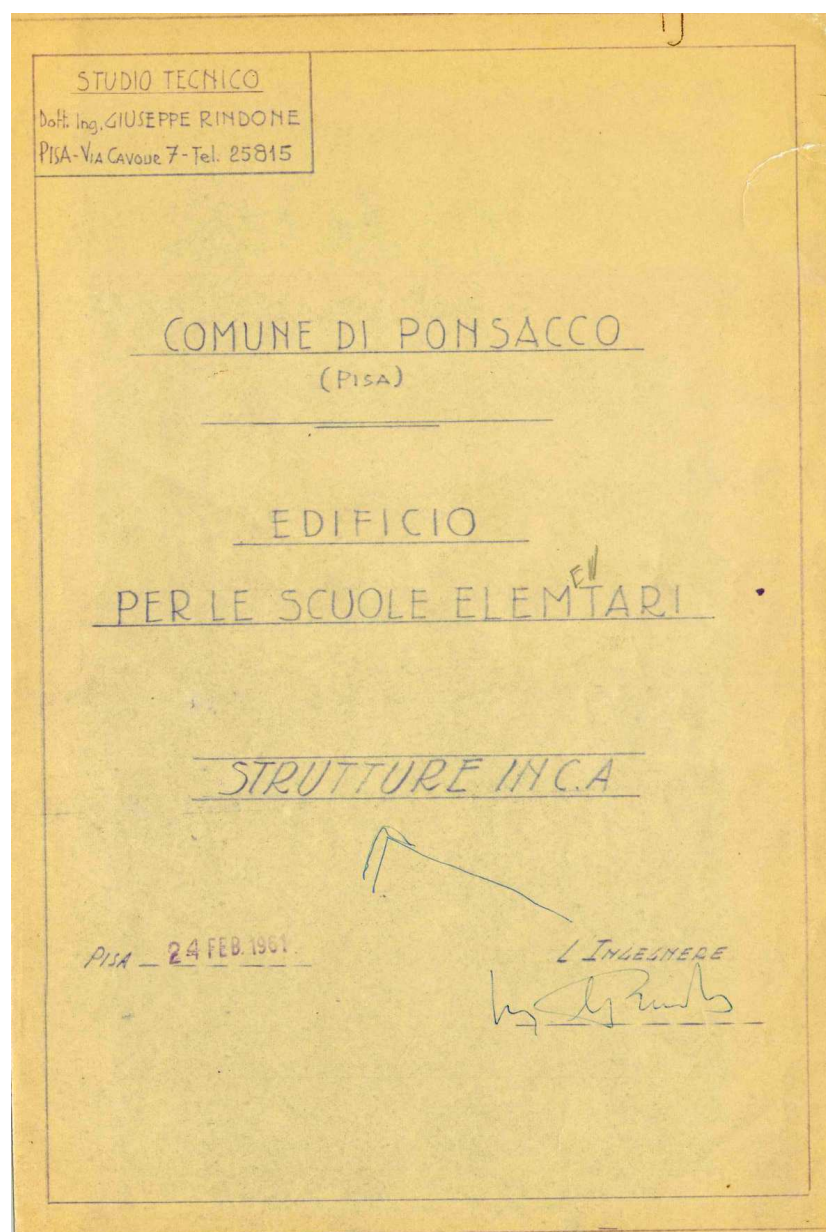 STUDIO TECNICO
Dott. Ing. GIUSEPPE RINDONE
PISA-VIA CAVOUR 7-Tel. 25815
COMUNE DI PONSACCO
(PISA)
EDIFICIO
EN
PER LE SCUOLE ELEMTARI
STRUTTURE IN C.A
PISA 24 FEB. 1961
L'INGEGNERE